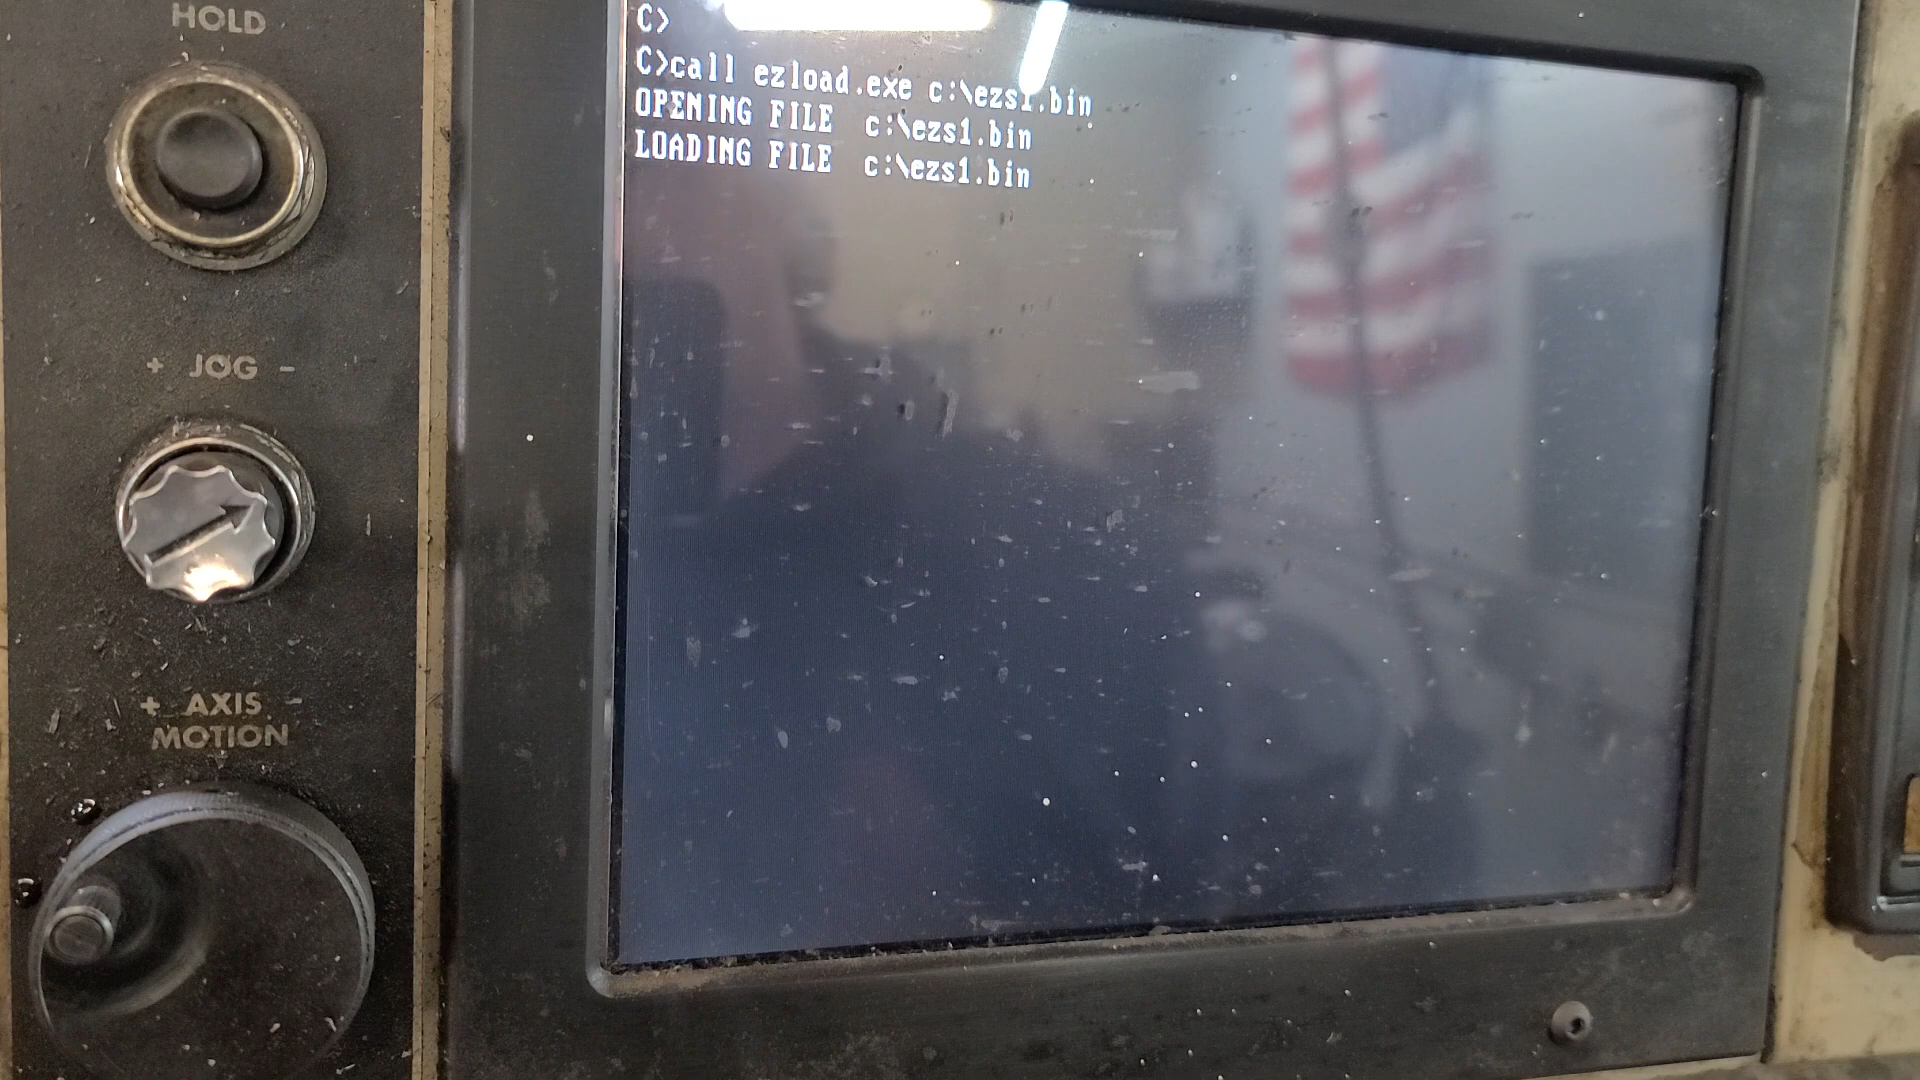 HOLD
C>
C>call ezload.exe c:\ezs1.bin
OPENING FILE  c:\ezs1.bin
LOADING FILE  c:\ezs1.bin
+ JOG -
+ AXIS -
MOTION